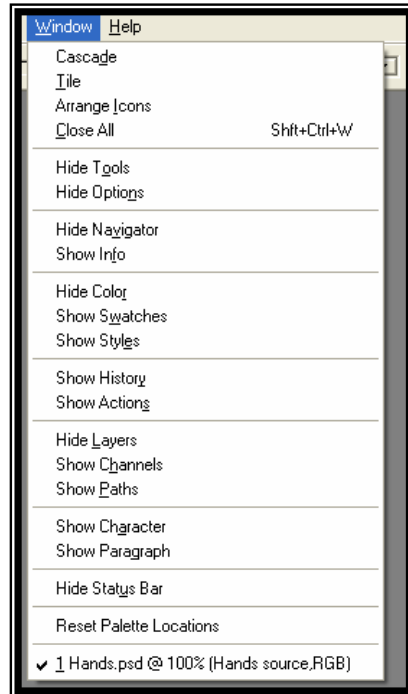 Window Help
Cascade
Tile
Arrange Icons
Close All Shft+Ctrl+W
Hide Tools
Hide Options
Hide Navigator
Show Info
Hide Color
Show Swatches
Show Styles
Show History
Show Actions
Hide Layers
Show Channels
Show Paths
Show Character
Show Paragraph
Hide Status Bar
Reset Palette Locations
✔ 1 Hands.psd @ 100% (Hands source,RGB)